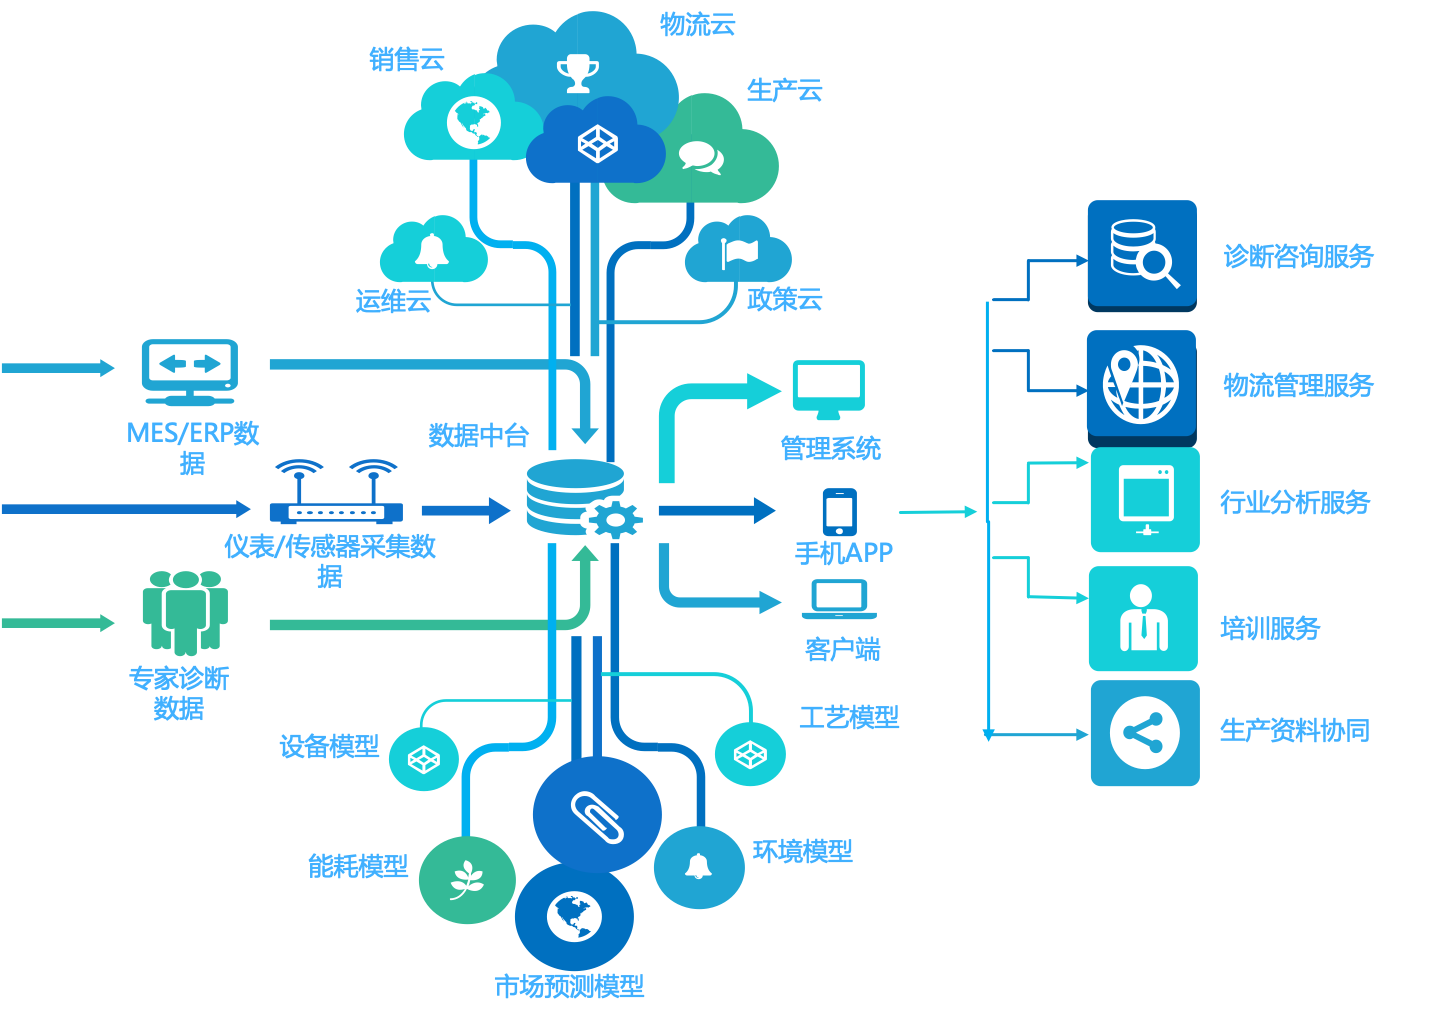 物流云
销售云
生产云
运维云
政策云
MES/ERP数
据
数据中台
仪表/传感器采集数
据
专家诊断
数据
管理系统
手机APP
客户端
诊断咨询服务
物流管理服务
行业分析服务
培训服务
生产资料协同
设备模型
工艺模型
能耗模型
环境模型
市场预测模型